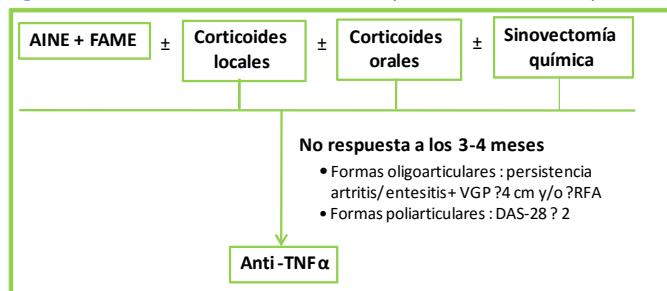 AINE + FAME ± Corticoides locales ± Corticoides orales ± Sinovectomía química
No respuesta a los 3-4 meses
• Formas oligoarticulares : persistencia
artritis/ entesitis+ VGP ?4 cm y/o ?RFA
• Formas poliarticulares : DAS-28 ? 2
Anti -TNFα